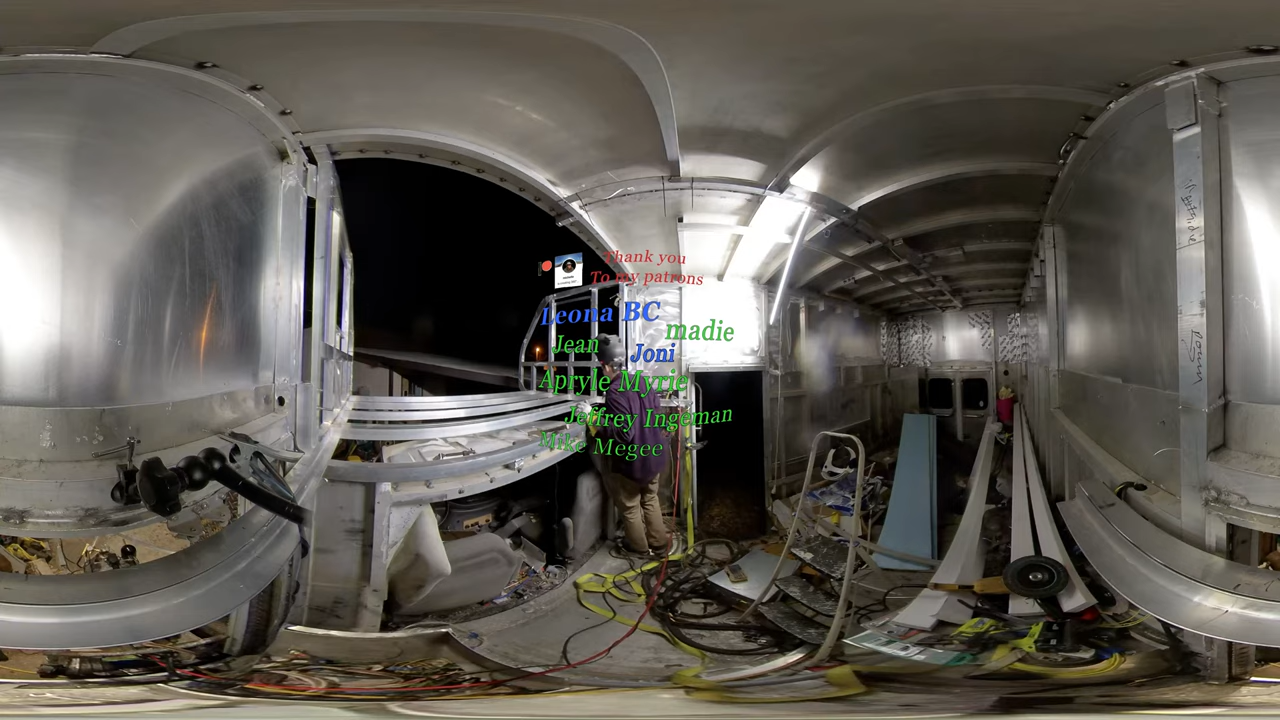 Thank you
To my patrons
Leona BC
madie
Jean
Joni
Apryle Myrie
Jeffrey Ingeman
Mike Megee